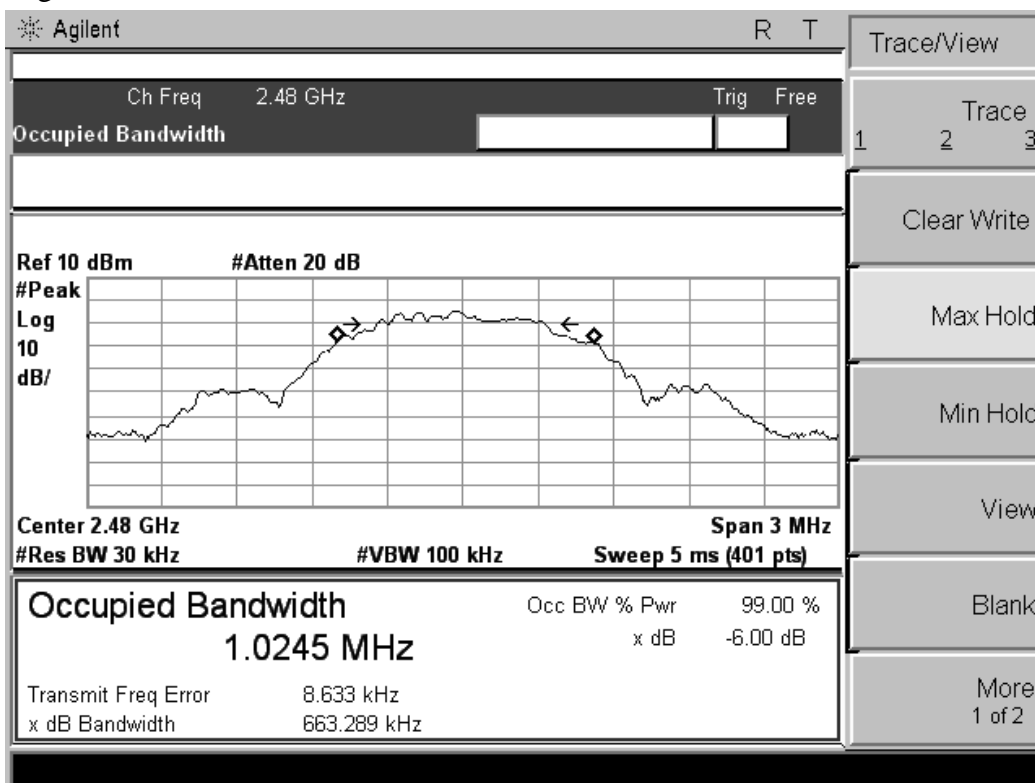 Agilent R T
Ch Freq 2.48 GHz Trig Free
Occupied Bandwidth
Ref 10 dBm #Atten 20 dB
#Peak
Log
10
dB/
Center 2.48 GHz Span 3 MHz
#Res BW 30 kHz #VBW 100 kHz Sweep 5 ms (401 pts)
Occupied Bandwidth
1.0245 MHz
Occ BW % Pwr 99.00 %
x dB -6.00 dB
Transmit Freq Error 8.633 kHz
x dB Bandwidth 663.289 kHz
Trace/View
Trace
1 2 3
Clear Write
Max Hold
Min Hold
View
Blank
More
1 of 2